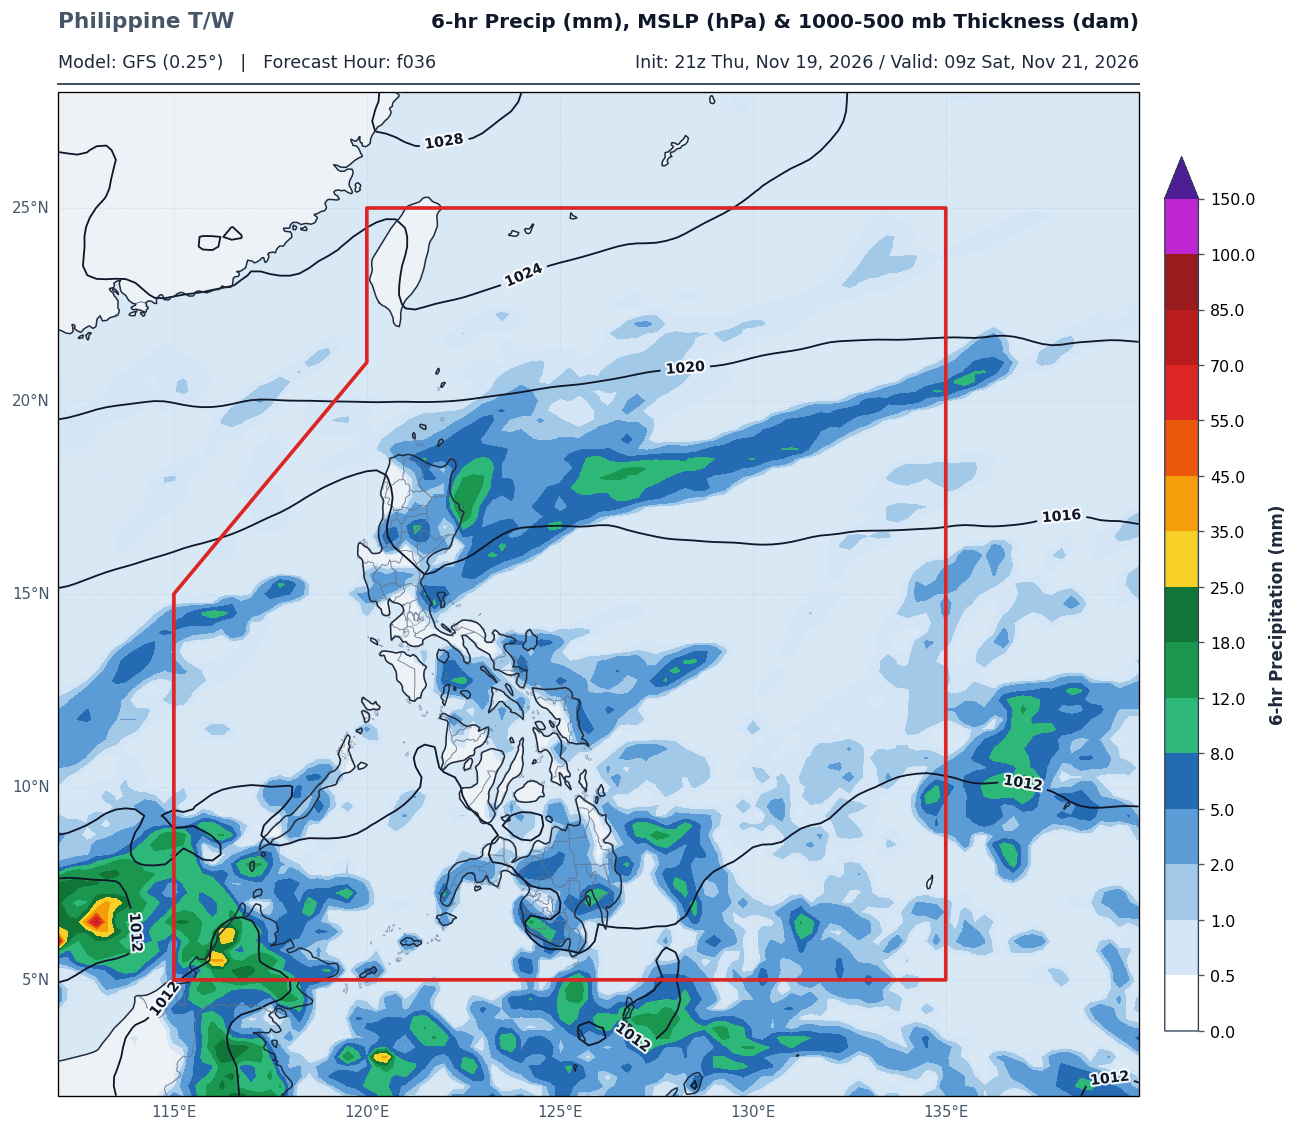 Philippine T/W
6-hr Precip (mm), MSLP (hPa) & 1000-500 mb Thickness (dam)
Model: GFS (0.25°) | Forecast Hour: f036
Init: 21z Thu, Nov 19, 2026 / Valid: 09z Sat, Nov 21, 2026
1028
1024
1020
1016
1012
1012
1012
1012
1012
25°N
20°N
15°N
10°N
5°N
115°E
120°E
125°E
130°E
135°E
150.0
100.0
85.0
70.0
55.0
45.0
35.0
25.0
18.0
12.0
8.0
5.0
2.0
1.0
0.5
0.0
6-hr Precipitation (mm)